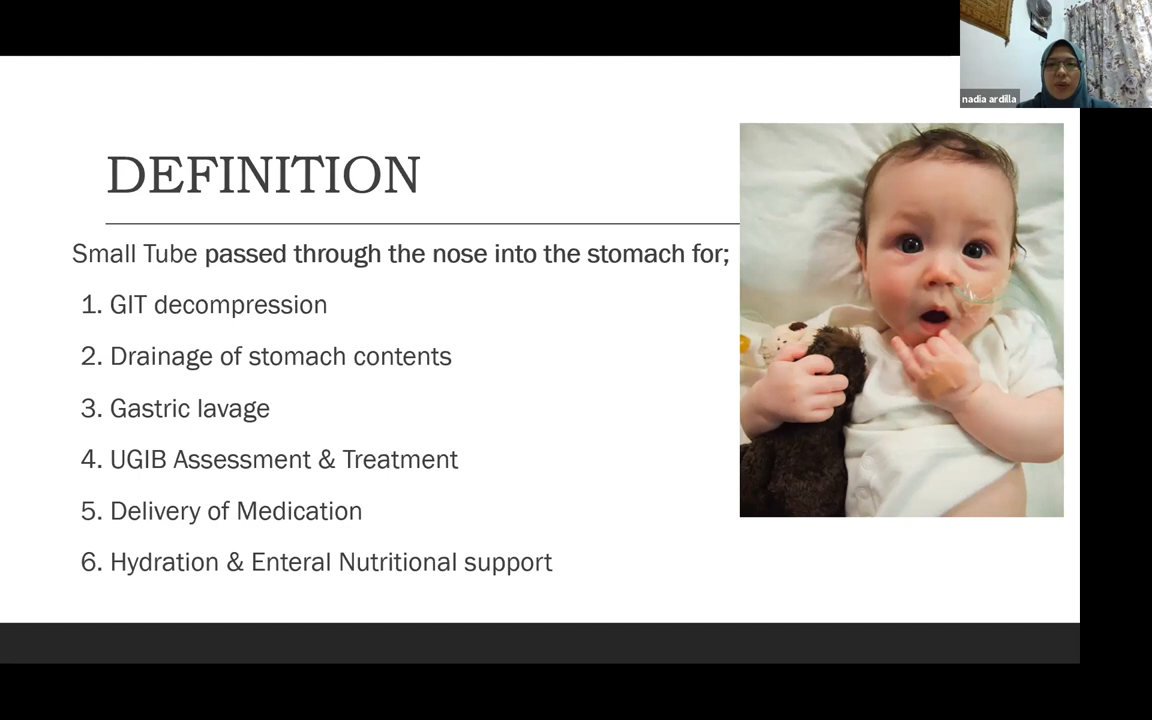 nadia ardilla
DEFINITION
Small Tube passed through the nose into the stomach for;
1. GIT decompression
2. Drainage of stomach contents
3. Gastric lavage
4. UGIB Assessment & Treatment
5. Delivery of Medication
6. Hydration & Enteral Nutritional support